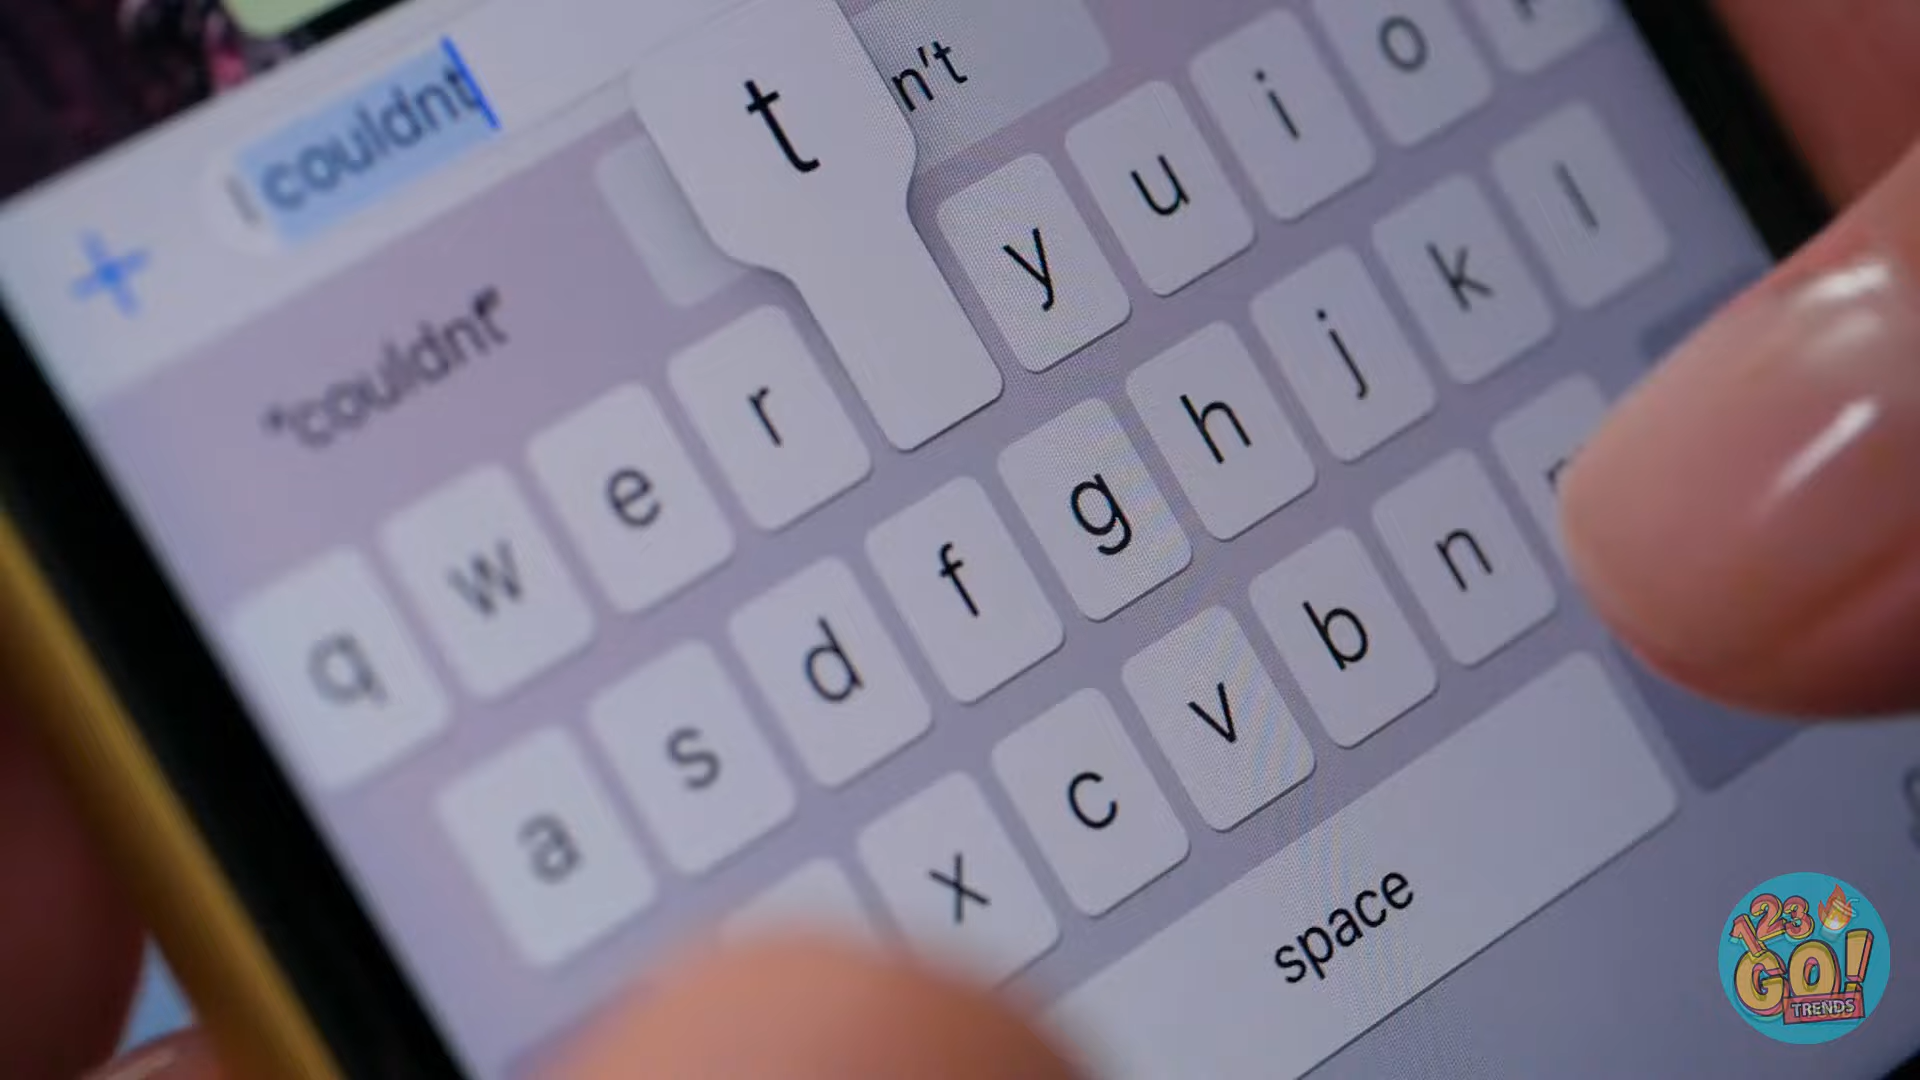 I couldnt
"couldnt"
n't
t
q w e r y u i o
a s d f g h j k l
x c v b n
space
123
GO!
TRENDS